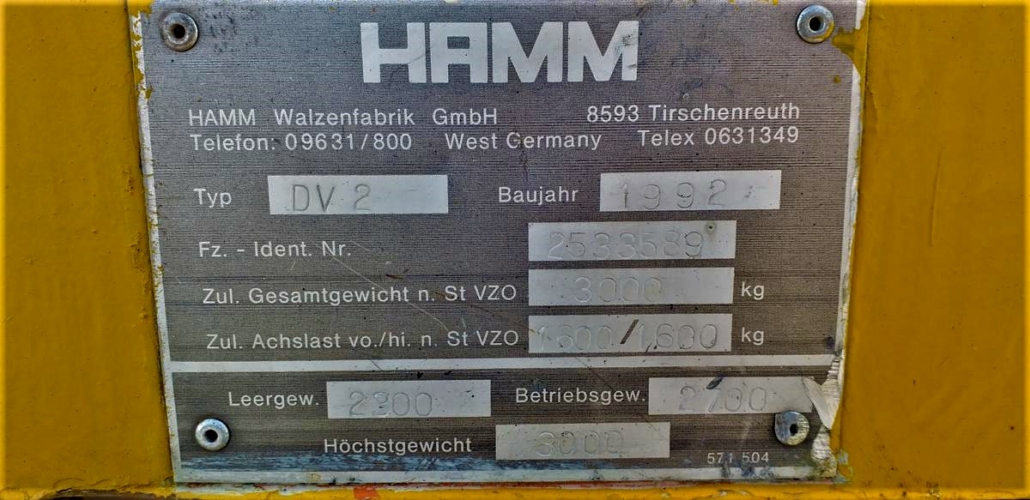 HAMM
HAMM Walzenfabrik GmbH 8593 Tirschenreuth
Telefon: 09631/800 West Germany Telex 0631349
Typ DV 2 Baujahr 1992
Fz. - Ident. Nr. 2533589
Zul. Gesamtgewicht n. St VZO 3000 kg
Zul. Achslast vo./hi. n. St VZO 1600/1600 kg
Leergew. 2300 Betriebsgew. 2700
Höchstgewicht 3000
571 504